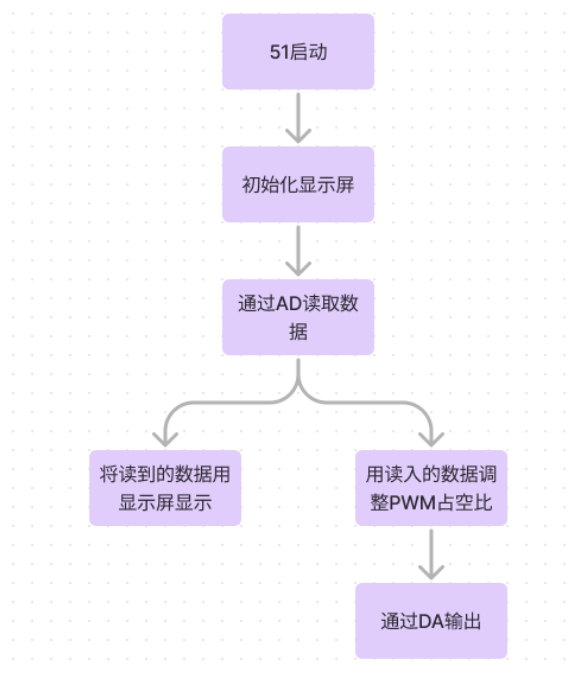 51启动
初始化显示屏
通过AD读取数
据
将读到的数据用
显示屏显示
用读入的数据调
整PWM占空比
通过DA输出